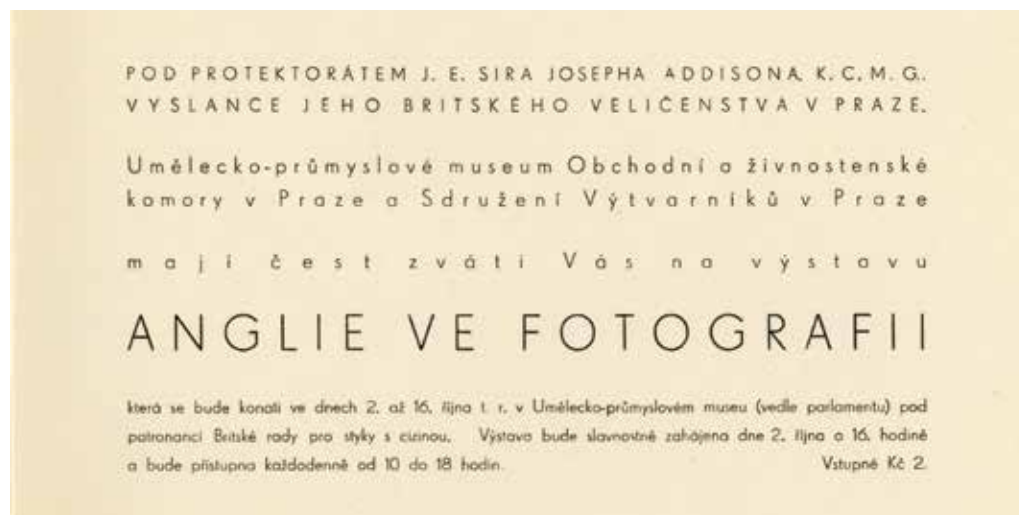 POD PROTEKTORÁTEM J. E. SIRA JOSEPHA ADDISONA, K. C. M. G.,
VYSLANCE JEHO BRITSKÉHO VELIČENSTVA V PRAZE,
Umělecko-průmyslové museum Obchodní a živnostenské
komory v Praze a Sdružení Výtvarníků v Praze
mají čest zváti Vás na výstavu
ANGLIE VE FOTOGRAFII
která se bude konati ve dnech 2. až 16. října t. r. v Umělecko-průmyslovém museu (vedle parlamentu) pod
patronancí Britské rady pro styky s cizinou. Výstava bude slavnostně zahájena dne 2. října o 16. hodině
a bude přístupna každodenně od 10 do 18 hodin. Vstupné Kč 2.